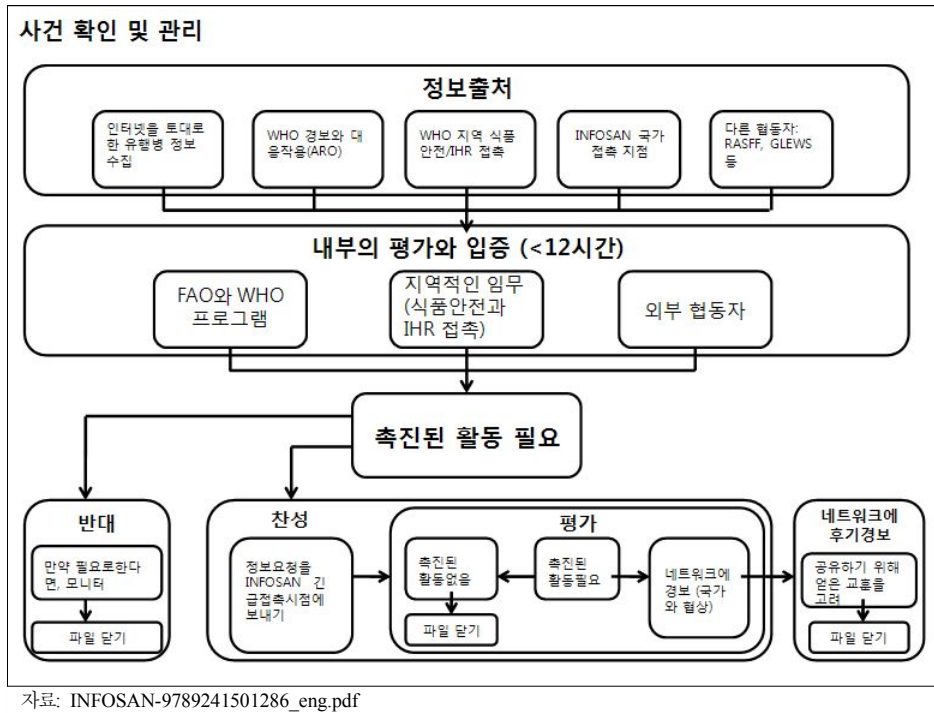 사건 확인 및 관리
정보출처
인터넷을 토대로
한 유행병 정보
수집
WHO 경보와 대
응작용(ARO)
WHO 지역 식품
안전/IHR 접촉
INFOSAN 국가
접촉 지점
다른 협동자:
RASFF, GLEWS
등
내부의 평가와 입증 (<12시간)
FAO와 WHO
프로그램
지역적인 임무
(식품안전과
IHR 접촉)
외부 협동자
촉진된 활동 필요
반대
만약 필요로한다
면, 모니터
파일 닫기
찬성
정보요청을
INFOSAN 긴
급접촉시점에
보내기
평가
촉진된
활동없음
파일 닫기
촉진된
활동필요
네트워크에
경보 (국가
와 협상)
네트워크에
후기경보
공유하기 위해
얻은 교훈을
고려
파일 닫기
자료: INFOSAN-9789241501286_eng.pdf